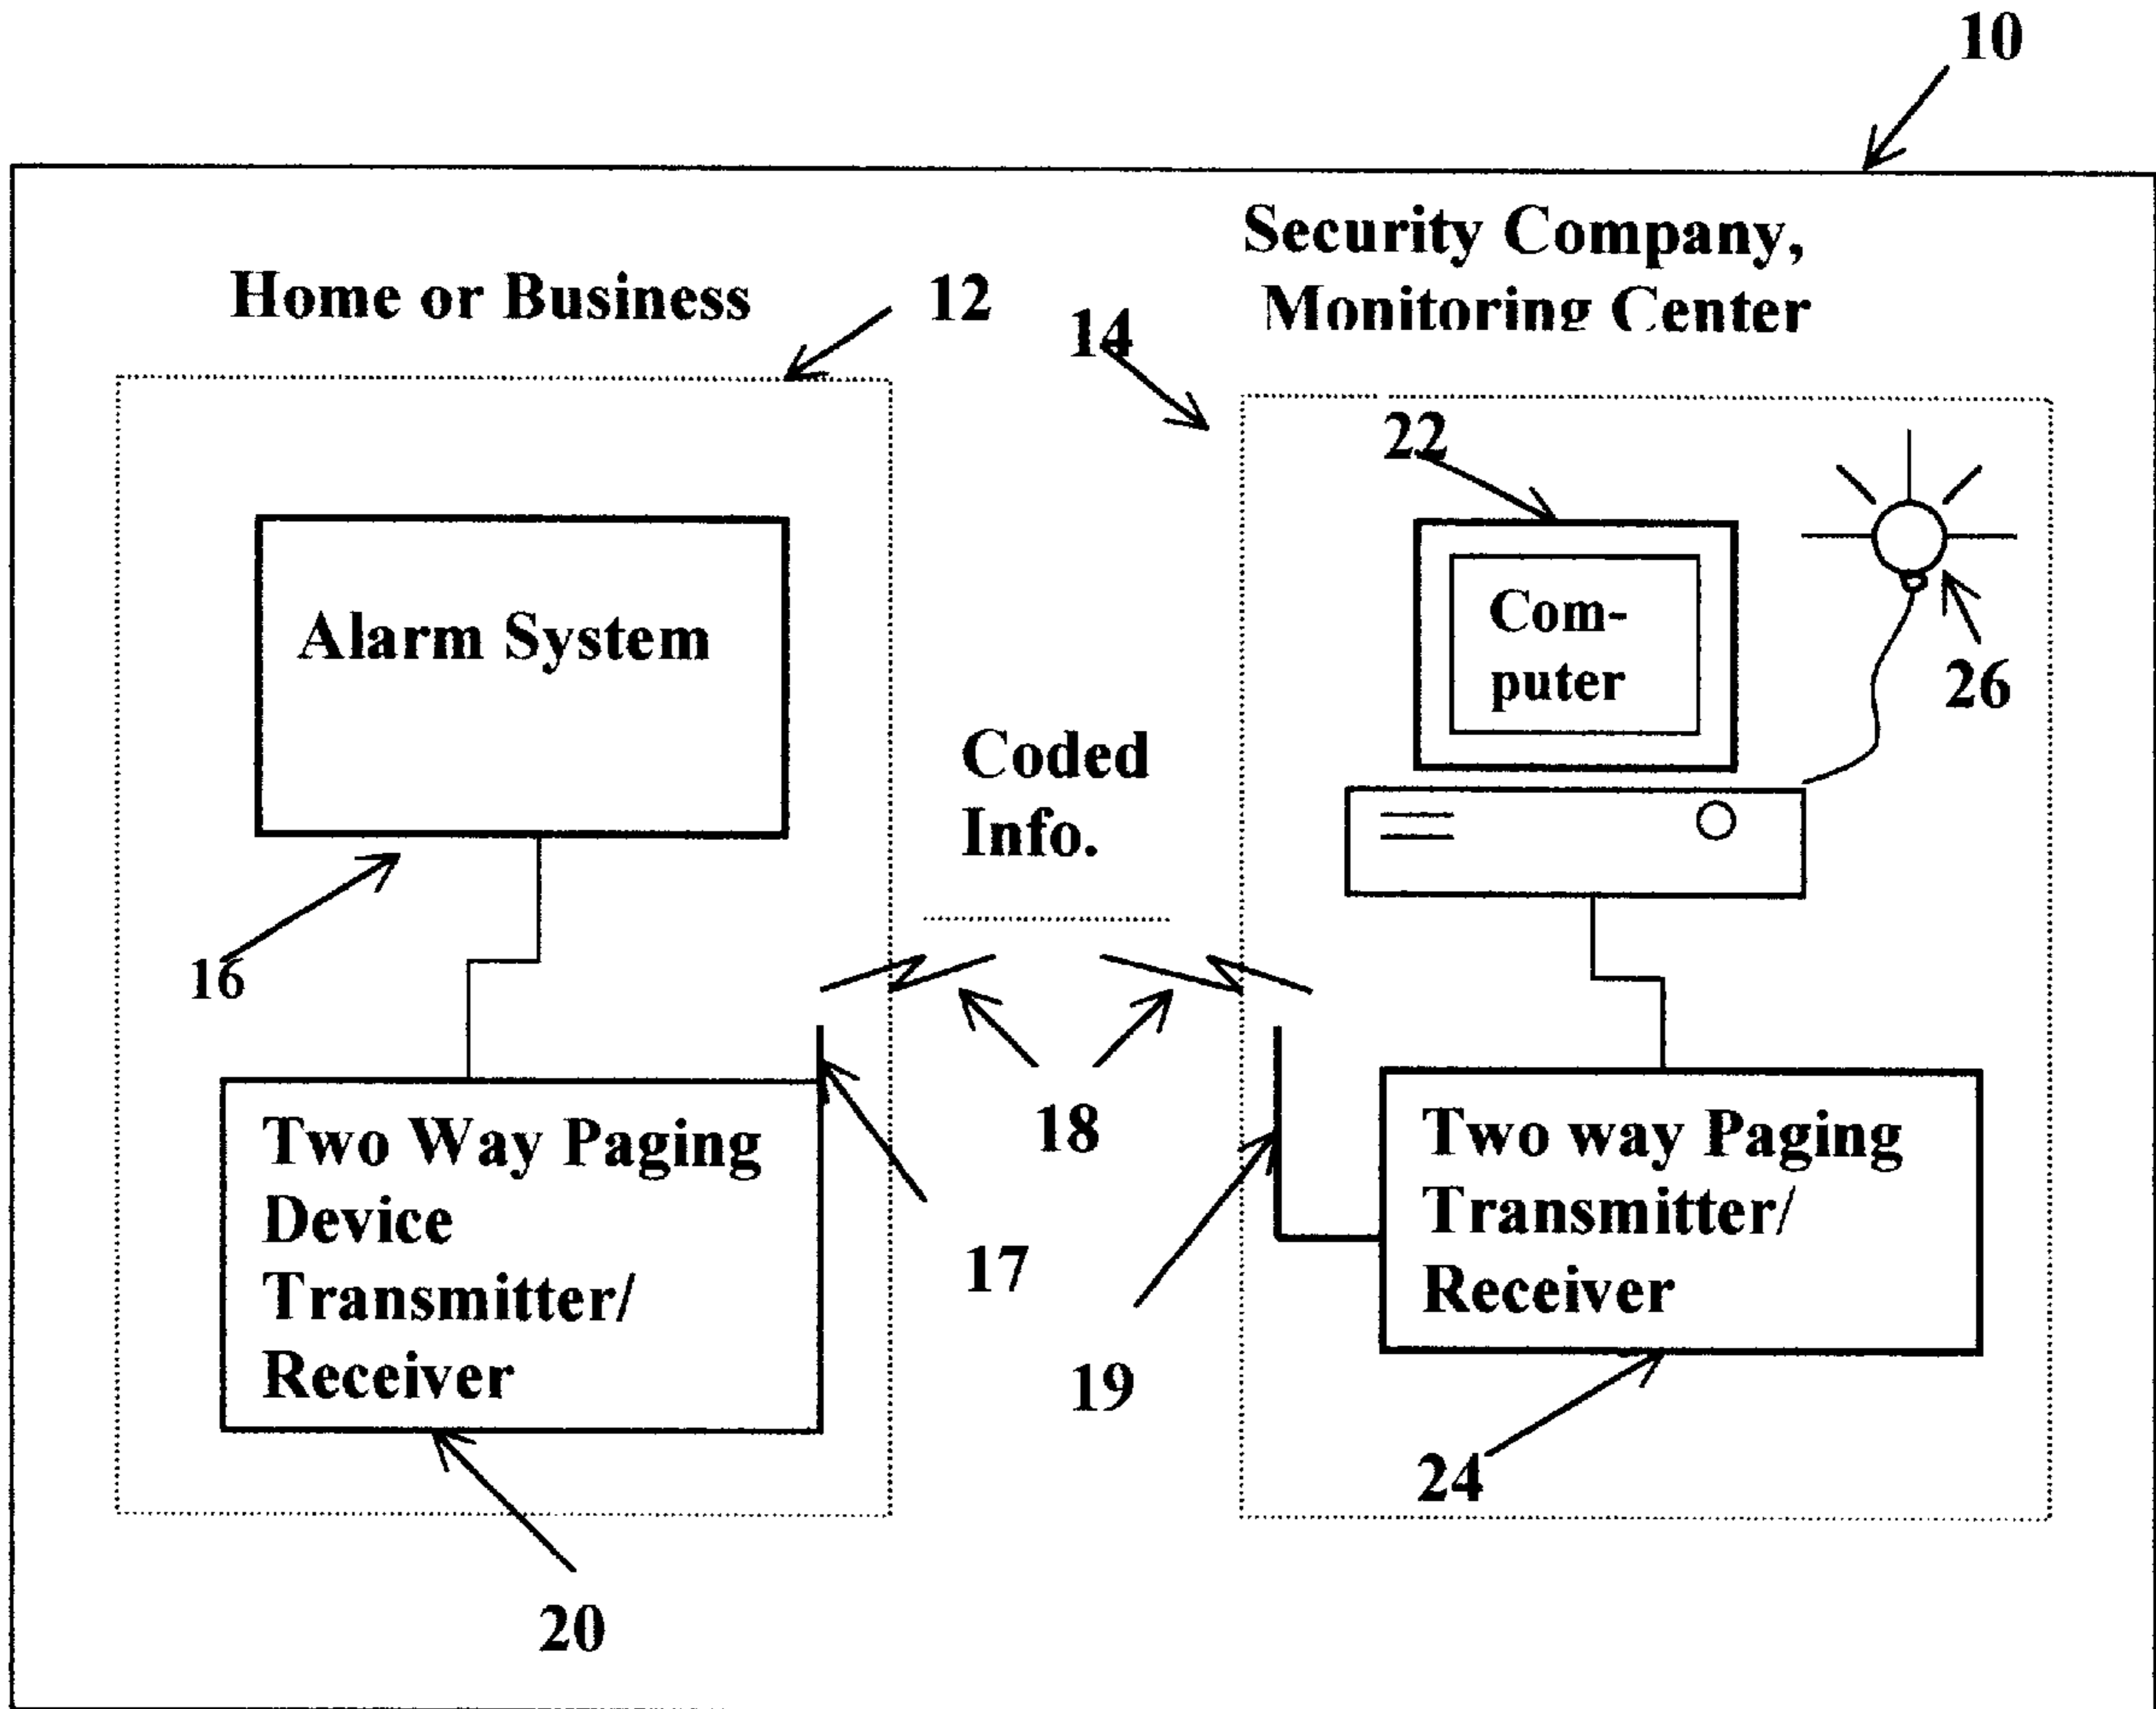 10
Security Company,
Monitoring Center
Home or Business
12
14
22
Alarm System
Com-
puter
26
Coded
Info.
16
18
Two Way Paging
Device
Transmitter/
Receiver
17
19
Two way Paging
Transmitter/
Receiver
24
20